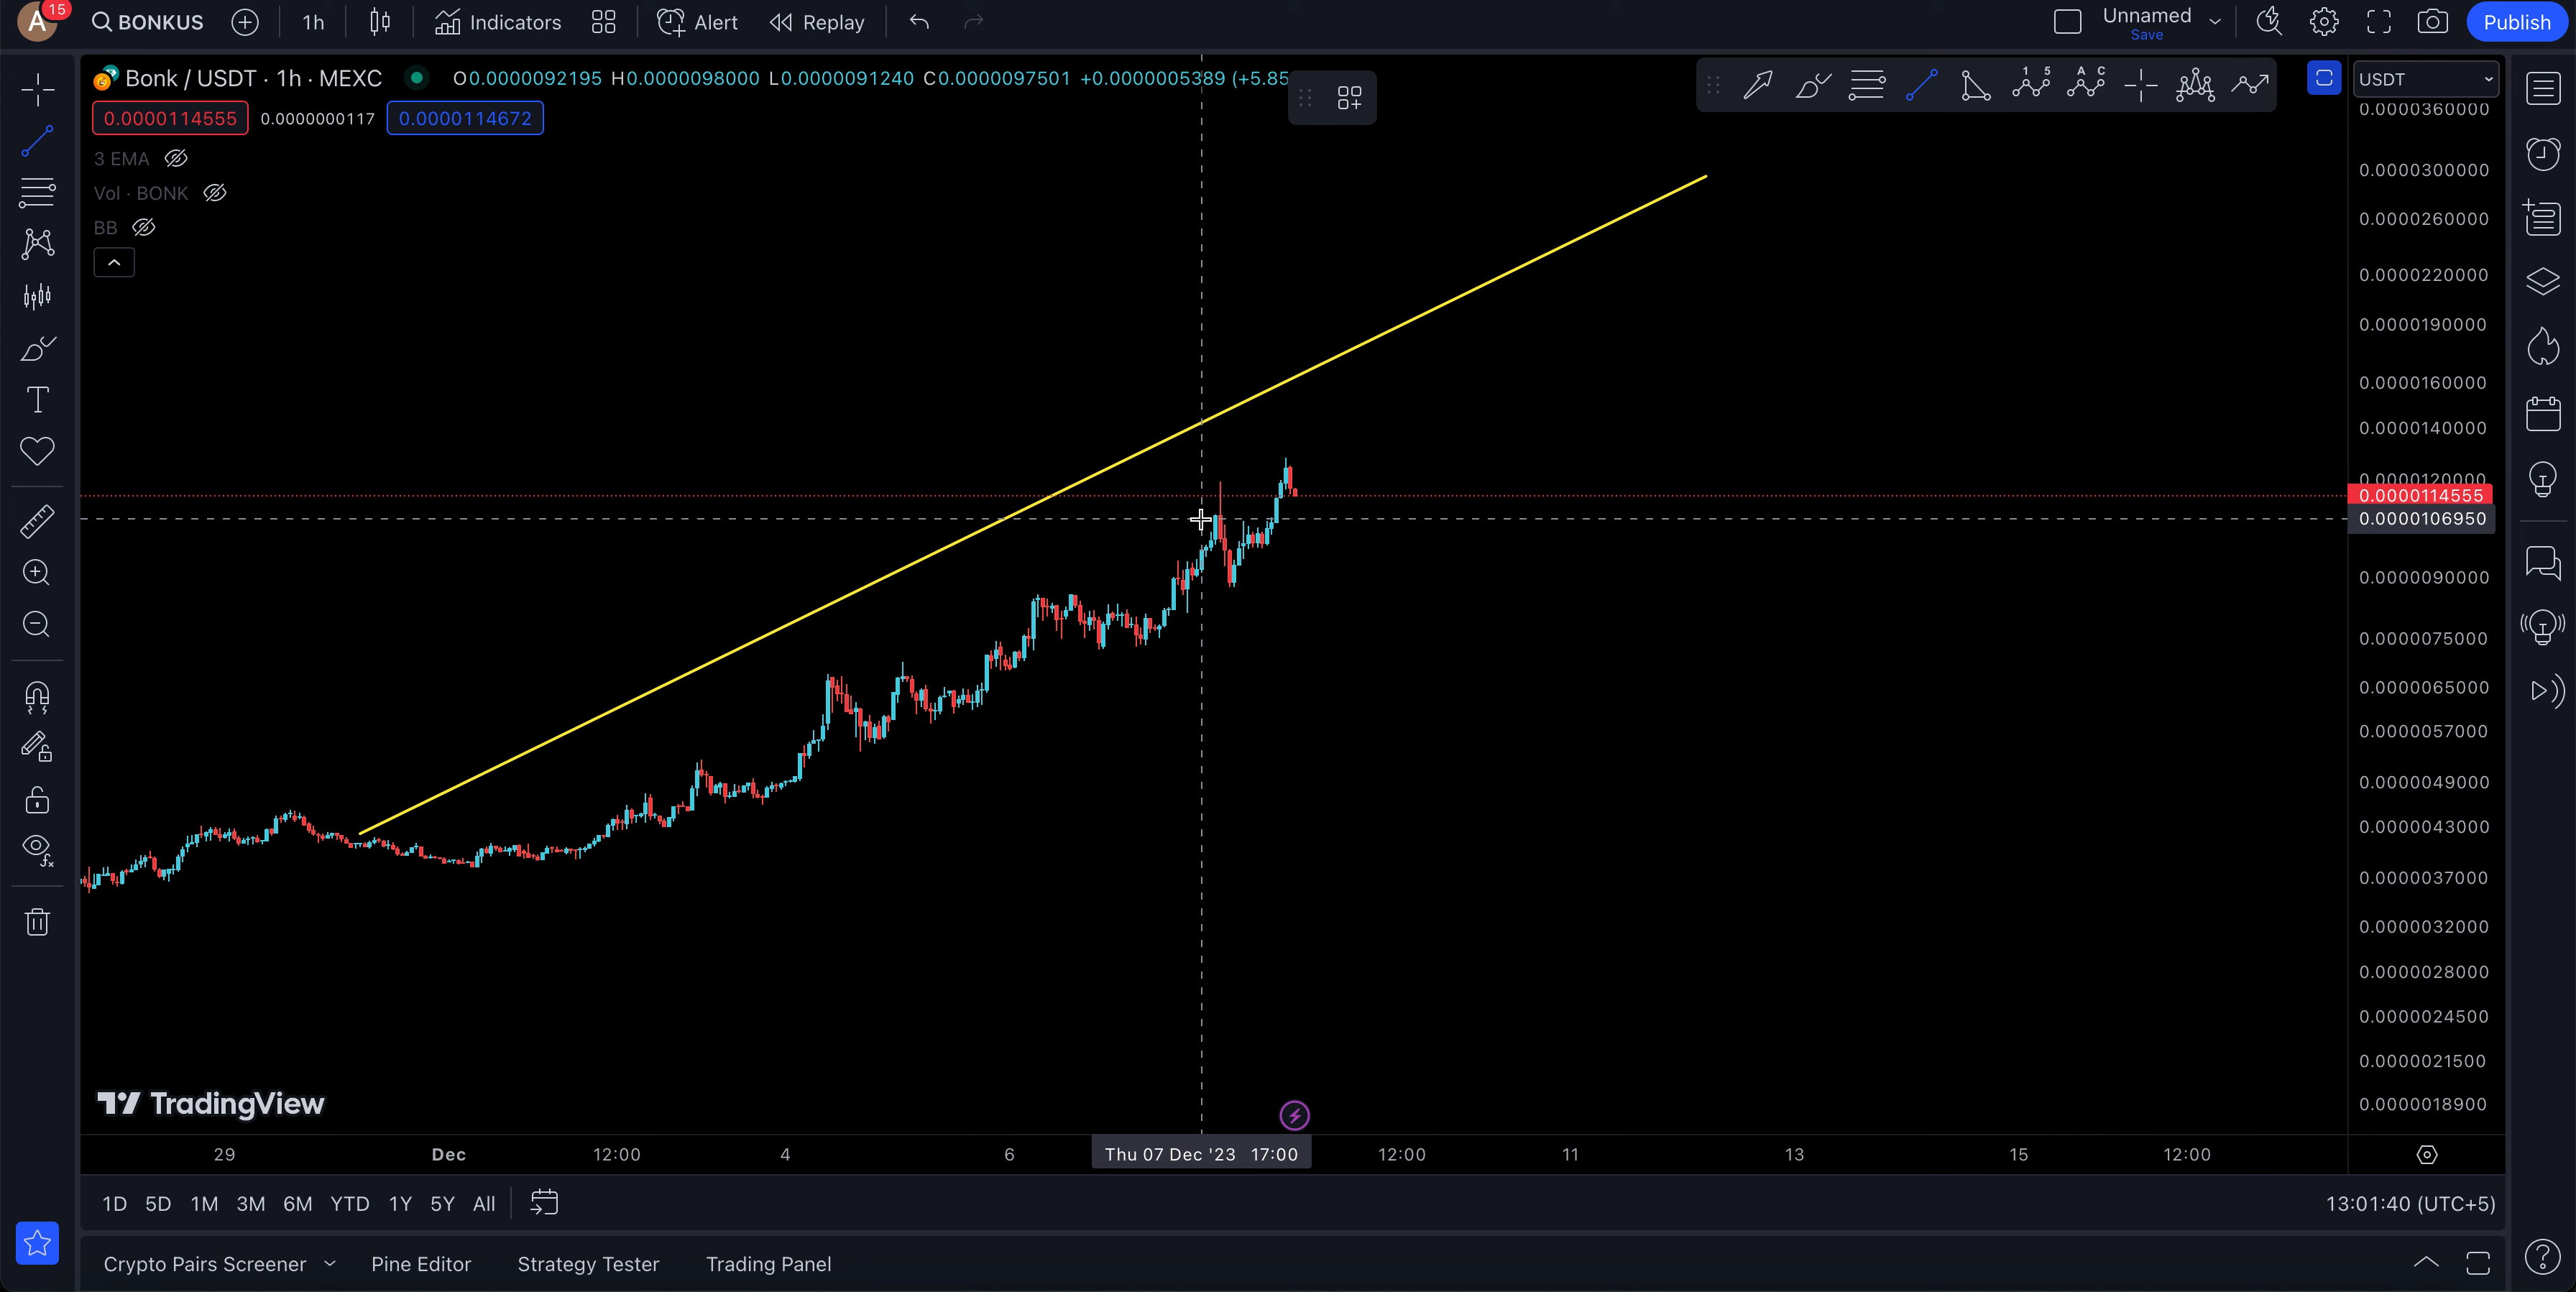 A 15 BONKUS 1h Indicators Alert Replay Unnamed Save Publish
Bonk / USDT · 1h · MEXC O0.0000092195 H0.0000098000 L0.0000091240 C0.0000097501 +0.0000005389 (+5.85
0.0000114555 0.0000000117 0.0000114672
3 EMA
Vol · BONK
BB
1 5
A C
USDT
0.0000360000
0.0000300000
0.0000260000
0.0000220000
0.0000190000
0.0000160000
0.0000140000
0.0000120000
0.0000114555
0.0000106950
0.0000090000
0.0000075000
0.0000065000
0.0000057000
0.0000049000
0.0000043000
0.0000037000
0.0000032000
0.0000028000
0.0000024500
0.0000021500
0.0000018900
TradingView
29 Dec 12:00 4 6 Thu 07 Dec '23 17:00 12:00 11 13 15 12:00
1D 5D 1M 3M 6M YTD 1Y 5Y All 13:01:40 (UTC+5)
Crypto Pairs Screener Pine Editor Strategy Tester Trading Panel